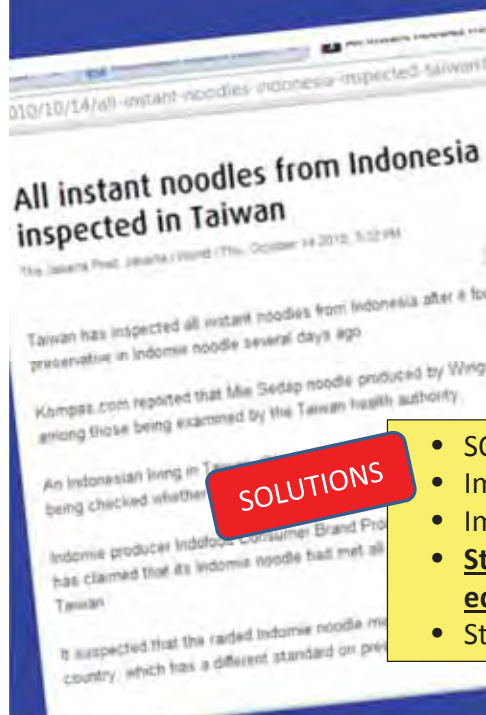 010/10/14/all-instant-noodles-indonesia-inspected-taiwan
All instant noodles from Indonesia
inspected in Taiwan
The Jakarta Post, Jakarta | World | Thu, October 14 2010, 5:32 PM
Taiwan has inspected all instant noodles from Indonesia after it fou
preservative in Indomie noodle several days ago
Kompas.com reported that Mie Sedap noodle produced by Wings
among those being examined by the Taiwan health authority.
An Indonesian living in
being checked whether
SOLUTIONS
Indomie producer Indofood Consumer Brand Pro
has claimed that its Indomie noodle had met all
Taiwan
It suspected that the raided Indomie noodle
country, which has a different standard on pre
• SO
• Im
• Im
• St
ec
• St